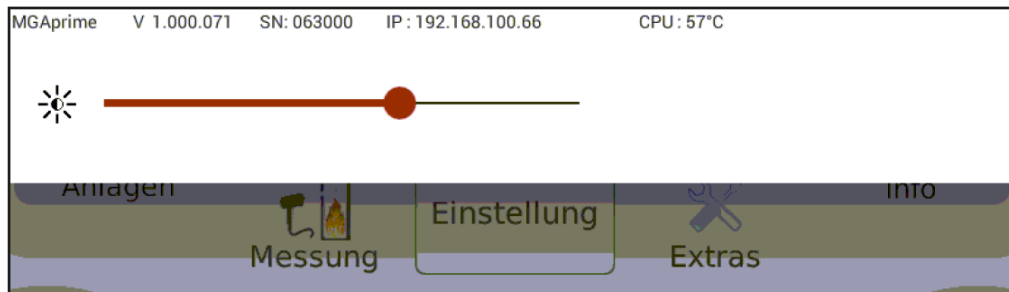 MGAprime V 1.000.071 SN: 063000 IP : 192.168.100.66 CPU : 57°C
Anlagen Info
Einstellung
Messung Extras